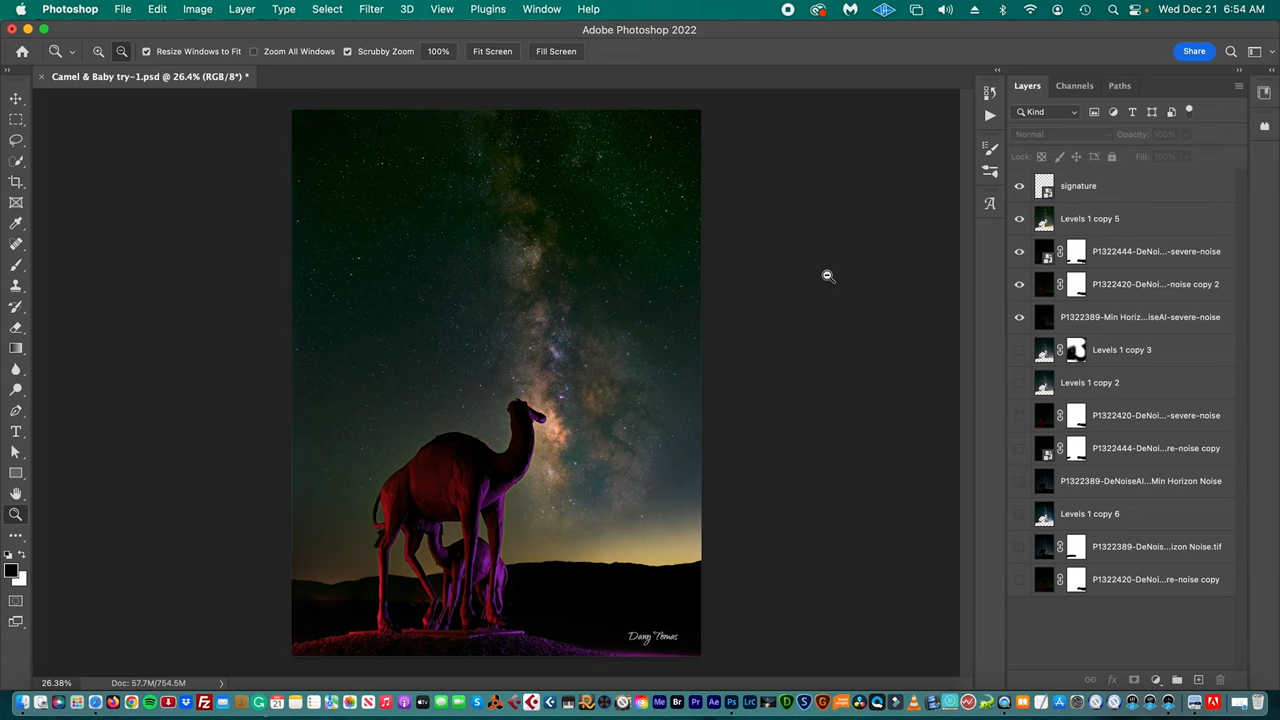 Photoshop File Edit Image Layer Type Select Filter 3D View Plugins Window Help Wed Dec 21 6:54 AM
Adobe Photoshop 2022
Resize Windows to Fit Zoom All Windows Scrubby Zoom 100% Fit Screen Fill Screen Share
× Camel & Baby try-1.psd @ 26.4% (RGB/8*) *
Layers Channels Paths
Kind
Normal Opacity: 100%
Lock: Fill: 100%
signature
Levels 1 copy 5
P1322444-DeNoi...-severe-noise
P1322420-DeNoi...-noise copy 2
P1322389-Min Horiz...iseAI-severe-noise
Levels 1 copy 3
Levels 1 copy 2
P1322420-DeNoi...-severe-noise
P1322444-DeNoi...re-noise copy
P1322389-DeNoiseAI...Min Horizon Noise
Levels 1 copy 6
P1322389-DeNois...izon Noise.tif
P1322420-DeNoi...re-noise copy
Dany Tomas
26.38% Doc: 57.7M/754.5M